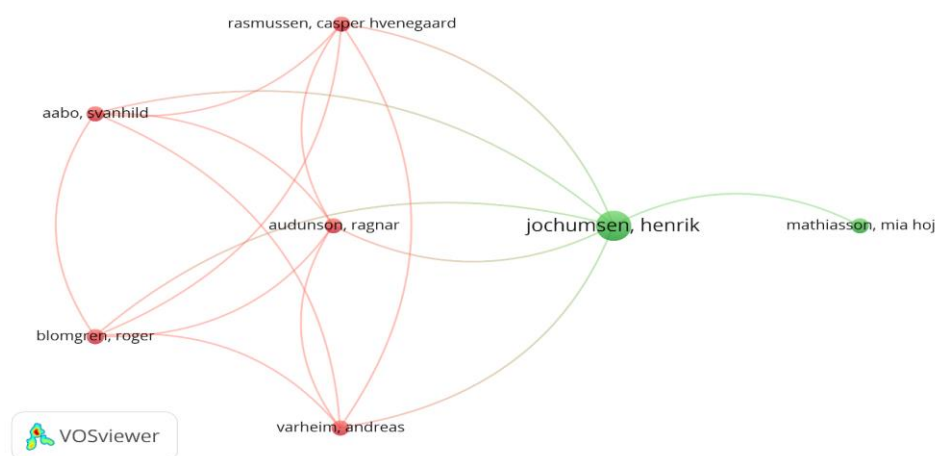 rasmussen, casper hvenegaard
aabo, svanhild
audunson, ragnar
jochumsen, henrik
mathiasson, mia hoj
blomgren, roger
varheim, andreas
VOSviewer